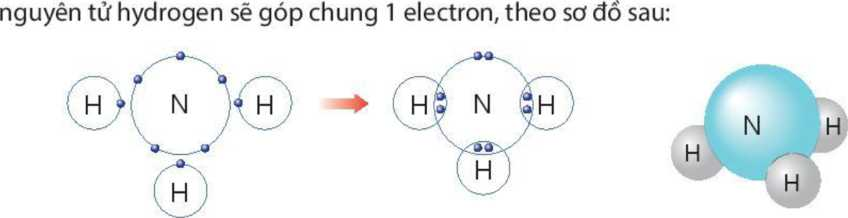 nguyên tử hydrogen sẽ góp chung 1 electron, theo sơ đồ sau:
H N H
H
H N H
H
N
H
H
H